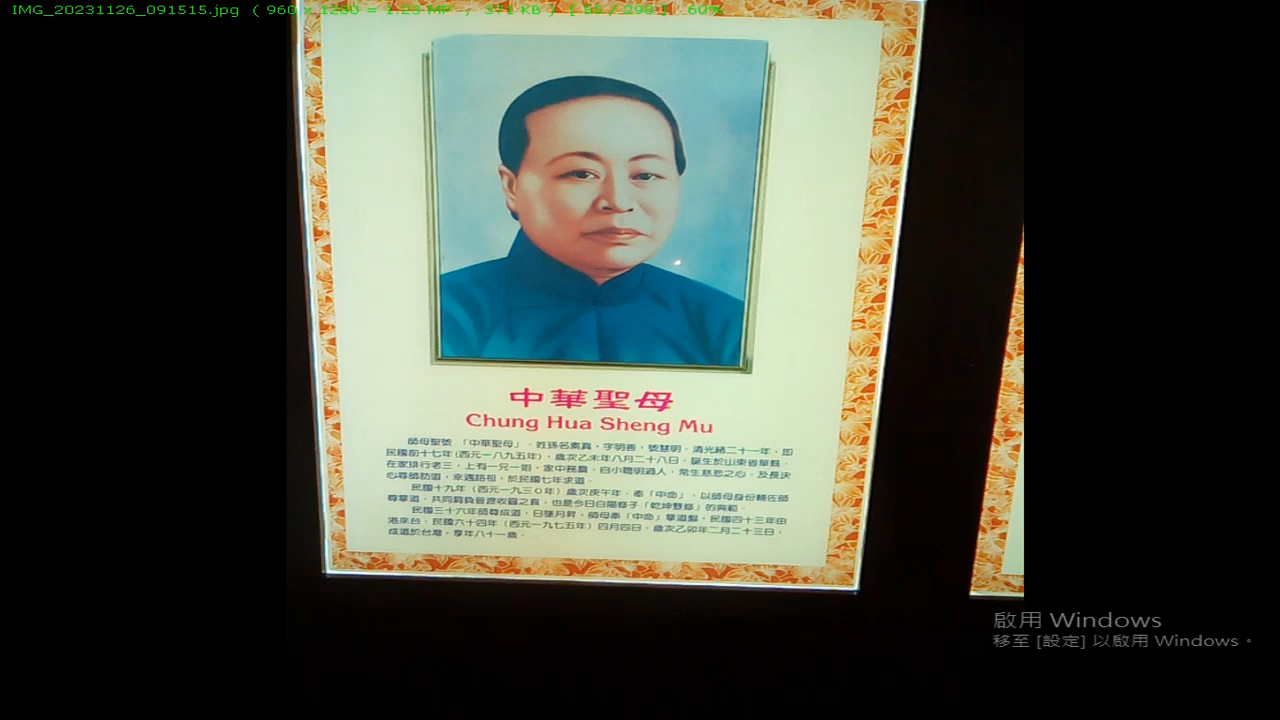 IMG_20231126_091515.jpg ( 960 x 1280 = 1.23 MP , 371 KB ) [ 55 / 298 ] 60%
中華聖母
Chung Hua Sheng Mu
師母聖號「中華聖母」。姓孫名素真，字明善，號慧明。清光緒二十一年，即
民國前十七年(西元一八九五年)，歲次乙未年八月二十八日，誕生於山東省單縣。
在家排行老三，上有一兄一姐，家中務農。自小聰明過人，常生慈悲之心，及長決
心尋師訪道，幸遇路祖，於民國七年求道。
民國十九年（西元一九三０年）歲次庚午年，奉「中命」，以師母身份輔佐師
尊掌道，共同肩負普渡收圓之責，也是今日白陽修子「乾坤雙修」的典範。
民國三十六年師尊成道，日墜月昇，師母奉「中命」掌道盤，民國四十三年由
港來台。民國六十四年（西元一九七五年）四月四日，歲次乙卯年二月二十三日，
成道於台灣，享年八十一歲。
啟用 Windows
移至 [設定] 以啟用 Windows。